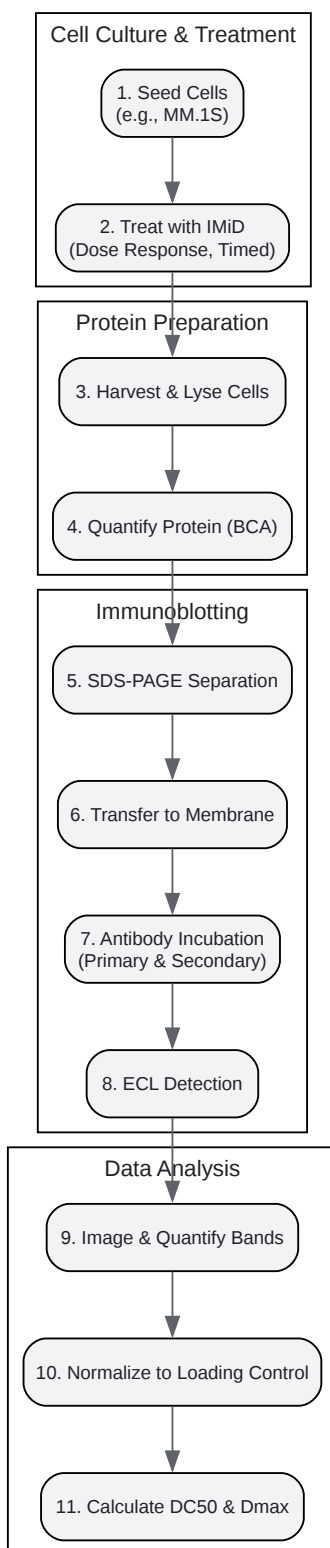 Cell Culture & Treatment
1. Seed Cells
(e.g., MM.1S)
2. Treat with IMiD
(Dose Response, Timed)
Protein Preparation
3. Harvest & Lyse Cells
4. Quantify Protein (BCA)
Immunoblotting
5. SDS-PAGE Separation
6. Transfer to Membrane
7. Antibody Incubation
(Primary & Secondary)
8. ECL Detection
Data Analysis
9. Image & Quantify Bands
10. Normalize to Loading Control
11. Calculate DC50 & Dmax